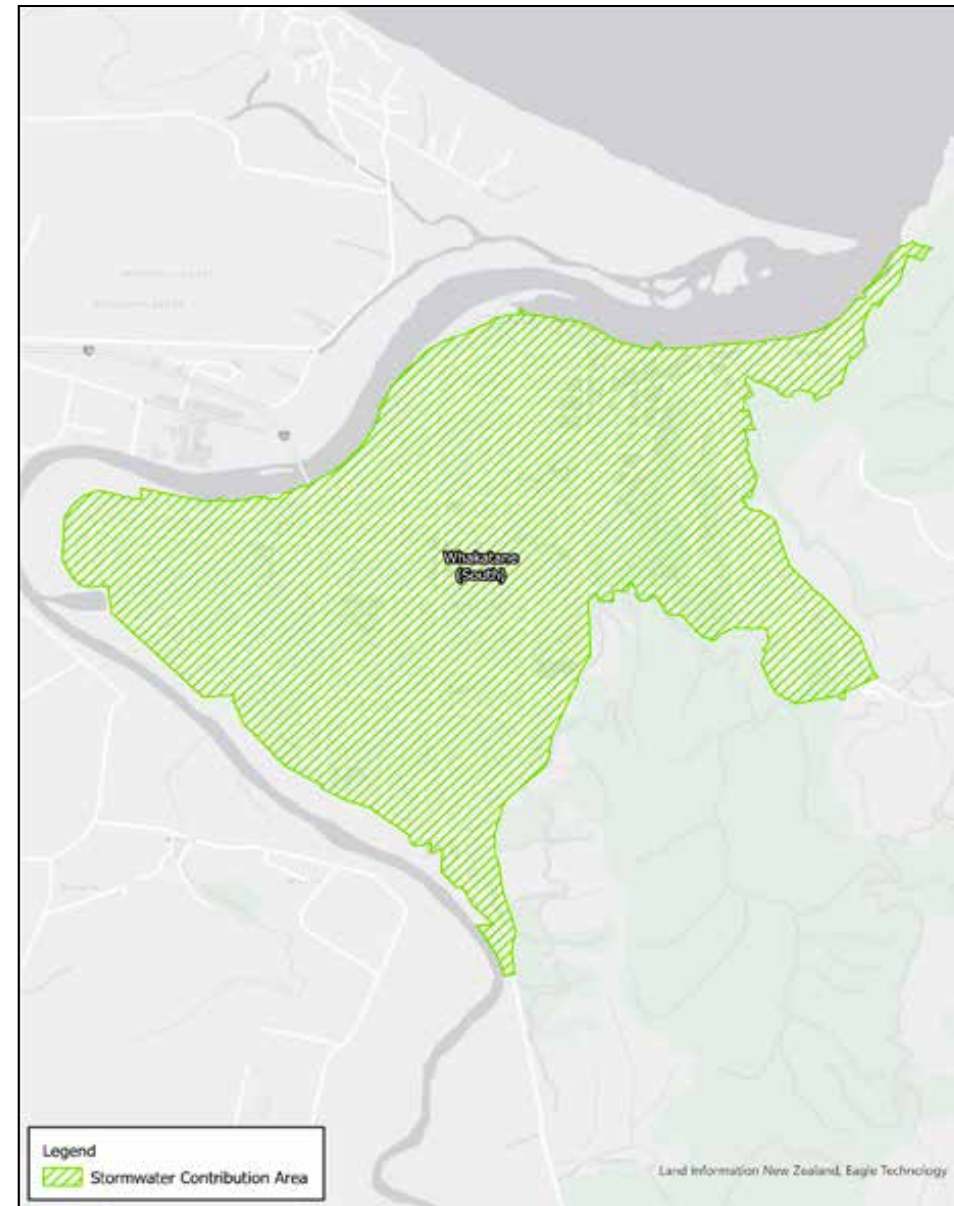 Whakatane
(South)
Legend
Stormwater Contribution Area
Land Information New Zealand, Eagle Technology